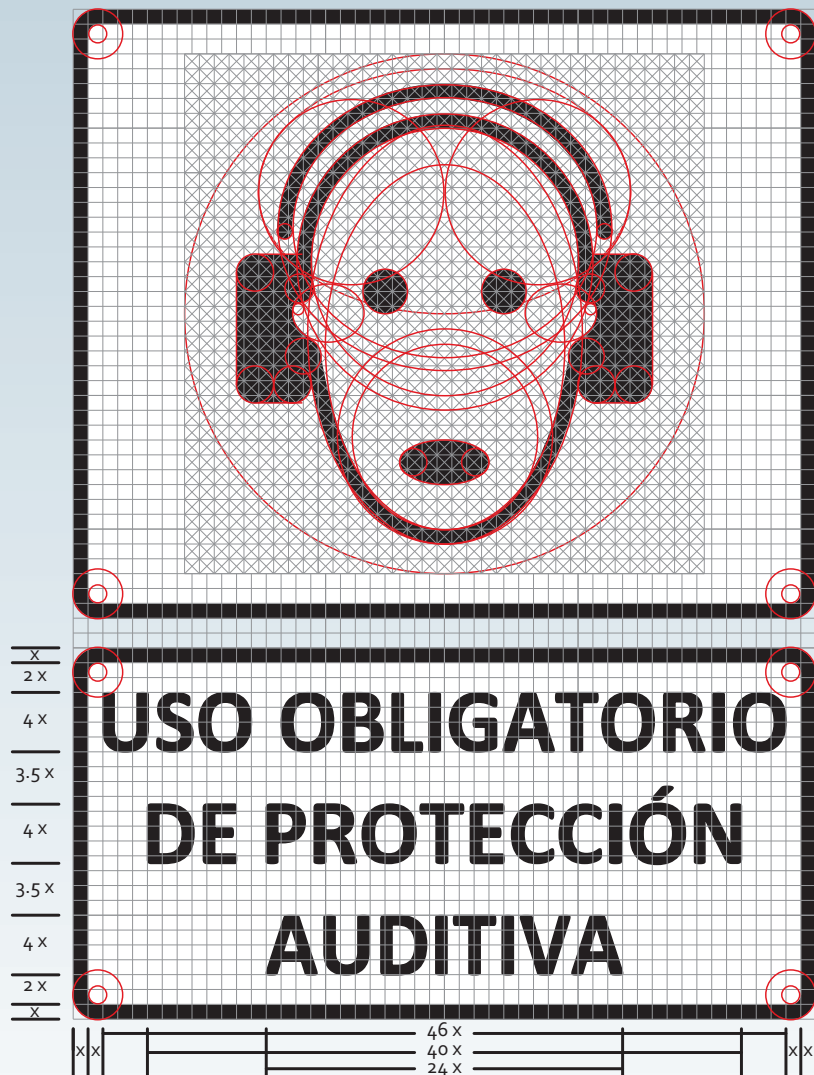 x
2 x
4 x
3.5 x
4 x
3.5 x
4 x
2 x
x
USO OBLIGATORIO
DE PROTECCIÓN
AUDITIVA
x x
46 x
40 x
24 x
x x